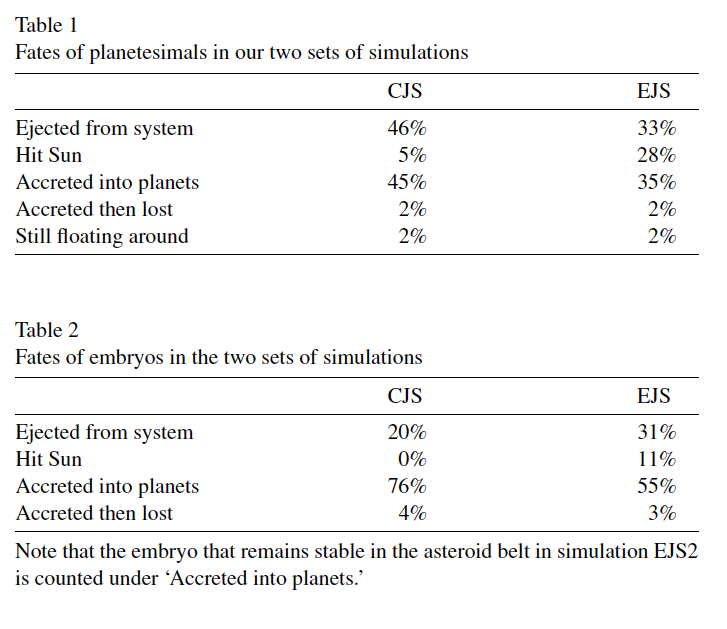 Table 1
Fates of planetesimals in our two sets of simulations
CJS EJS
Ejected from system 46% 33%
Hit Sun 5% 28%
Accreted into planets 45% 35%
Accreted then lost 2% 2%
Still floating around 2% 2%
Table 2
Fates of embryos in the two sets of simulations
CJS EJS
Ejected from system 20% 31%
Hit Sun 0% 11%
Accreted into planets 76% 55%
Accreted then lost 4% 3%
Note that the embryo that remains stable in the asteroid belt in simulation EJS2
is counted under ‘Accreted into planets.’